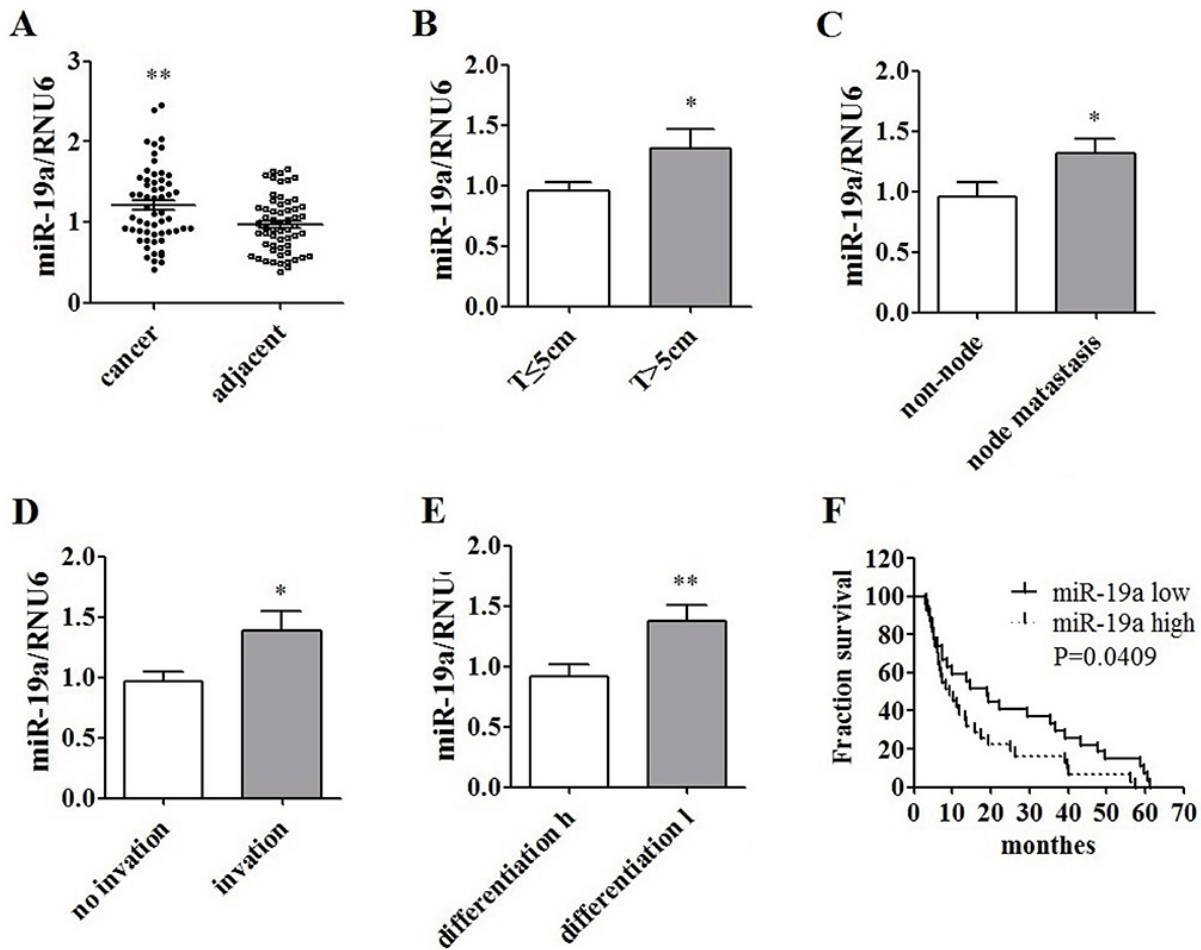 A
miR-19a/RNU6
3
2
1
0
**
cancer
adjacent
B
miR-19a/RNU6
2.0
1.5
1.0
0.5
0.0
*
T≤5cm
T>5cm
C
miR-19a/RNU6
2.0
1.5
1.0
0.5
0.0
*
non-node
node matastasis
D
miR-19a/RNU6
2.0
1.5
1.0
0.5
0.0
*
no invation
invation
E
miR-19a/RNU
2.0
1.5
1.0
0.5
0.0
**
differentiation h
differentiation l
F
Fraction survival
120
100
80
60
40
20
0
miR-19a low
miR-19a high
P=0.0409
0 10 20 30 40 50 60 70
monthes